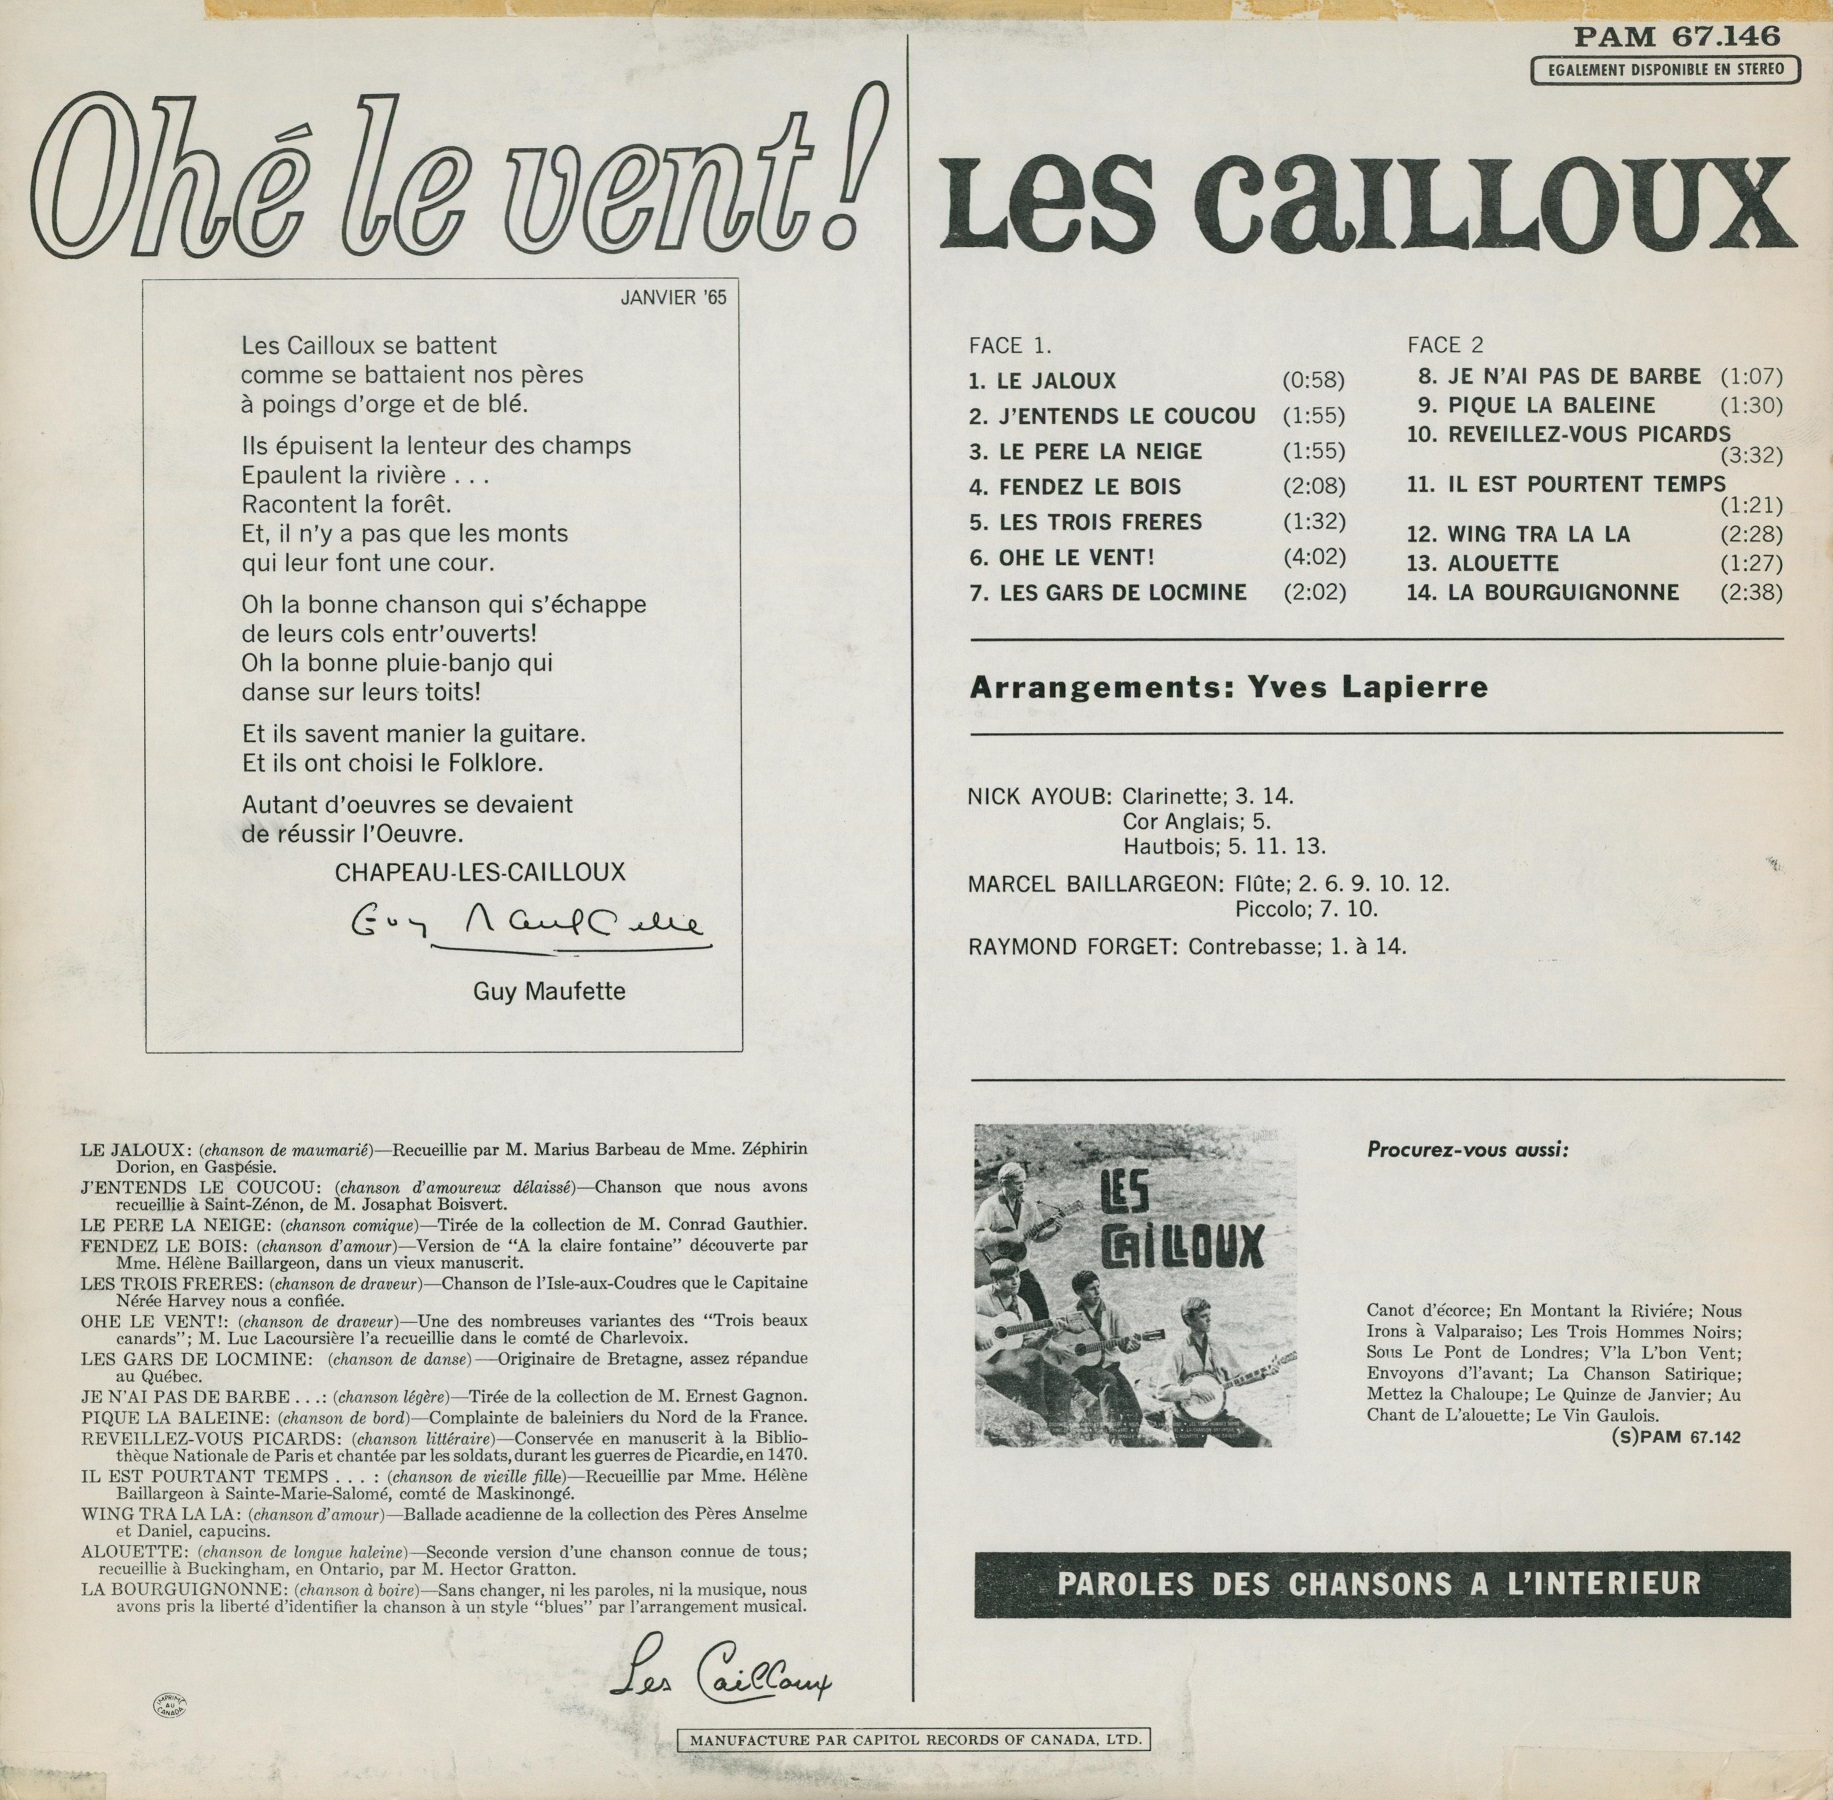 PAM 67.146
EGALEMENT DISPONIBLE EN STEREO
Ohé le vent!
JANVIER '65
Les Cailloux se battent
comme se battaient nos pères
à poings d'orge et de blé.
Ils épuisent la lenteur des champs
Epaulent la rivière . . .
Racontent la forêt.
Et, il n'y a pas que les monts
qui leur font une cour.
Oh la bonne chanson qui s'échappe
de leurs cols entr'ouverts!
Oh la bonne pluie-banjo qui
danse sur leurs toits!
Et ils savent manier la guitare.
Et ils ont choisi le Folklore.
Autant d'oeuvres se devaient
de réussir l'Oeuvre.
CHAPEAU-LES-CAILLOUX
Guy Maufette
Guy Maufette
LE JALOUX: (chanson de maumarié)—Recueillie par M. Marius Barbeau de Mme. Zéphirin
Dorion, en Gaspésie.
J'ENTENDS LE COUCOU: (chanson d'amoureux délaissé)—Chanson que nous avons
recueillie à Saint-Zénon, de M. Josaphat Boisvert.
LE PERE LA NEIGE: (chanson comique)—Tirée de la collection de M. Conrad Gauthier.
FENDEZ LE BOIS: (chanson d'amour)—Version de “A la claire fontaine” découverte par
Mme. Hélène Baillargeon, dans un vieux manuscrit.
LES TROIS FRERES: (chanson de draveur)—Chanson de l'Isle-aux-Coudres que le Capitaine
Nérée Harvey nous a confiée.
OHE LE VENT!: (chanson de draveur)—Une des nombreuses variantes des “Trois beaux
canards”; M. Luc Lacoursière l'a recueillie dans le comté de Charlevoix.
LES GARS DE LOCMINE: (chanson de danse)—Originaire de Bretagne, assez répandue
au Québec.
JE N'AI PAS DE BARBE . . .: (chanson légère)—Tirée de la collection de M. Ernest Gagnon.
PIQUE LA BALEINE: (chanson de bord)—Complainte de baleiniers du Nord de la France.
REVEILLEZ-VOUS PICARDS: (chanson littéraire)—Conservée en manuscrit à la Biblio-
thèque Nationale de Paris et chantée par les soldats, durant les guerres de Picardie, en 1470.
IL EST POURTANT TEMPS . . . : (chanson de vieille fille)—Recueillie par Mme. Hélène
Baillargeon à Sainte-Marie-Salomé, comté de Maskinongé.
WING TRA LA LA: (chanson d'amour)—Ballade acadienne de la collection des Pères Anselme
et Daniel, capucins.
ALOUETTE: (chanson de longue haleine)—Seconde version d'une chanson connue de tous;
recueillie à Buckingham, en Ontario, par M. Hector Gratton.
LA BOURGUIGNONNE: (chanson à boire)—Sans changer, ni les paroles, ni la musique, nous
avons pris la liberté d'identifier la chanson à un style “blues” par l'arrangement musical.
Les Cailloux
IMPRIME
AU
CANADA
LES CAILLOUX
FACE 1.
1. LE JALOUX (0:58)
2. J'ENTENDS LE COUCOU (1:55)
3. LE PERE LA NEIGE (1:55)
4. FENDEZ LE BOIS (2:08)
5. LES TROIS FRERES (1:32)
6. OHE LE VENT! (4:02)
7. LES GARS DE LOCMINE (2:02)
FACE 2
8. JE N'AI PAS DE BARBE (1:07)
9. PIQUE LA BALEINE (1:30)
10. REVEILLEZ-VOUS PICARDS
(3:32)
11. IL EST POURTENT TEMPS
(1:21)
12. WING TRA LA LA (2:28)
13. ALOUETTE (1:27)
14. LA BOURGUIGNONNE (2:38)
Arrangements: Yves Lapierre
NICK AYOUB: Clarinette; 3. 14.
Cor Anglais; 5.
Hautbois; 5. 11. 13.
MARCEL BAILLARGEON: Flûte; 2. 6. 9. 10. 12.
Piccolo; 7. 10.
RAYMOND FORGET: Contrebasse; 1. à 14.
LES
CAILLOUX
Procurez-vous aussi:
Canot d'écorce; En Montant la Riviére; Nous
Irons à Valparaiso; Les Trois Hommes Noirs;
Sous Le Pont de Londres; V'la L'bon Vent;
Envoyons d'l'avant; La Chanson Satirique;
Mettez la Chaloupe; Le Quinze de Janvier; Au
Chant de L'alouette; Le Vin Gaulois.
(S)PAM 67.142
PAROLES DES CHANSONS A L'INTERIEUR
MANUFACTURE PAR CAPITOL RECORDS OF CANADA, LTD.